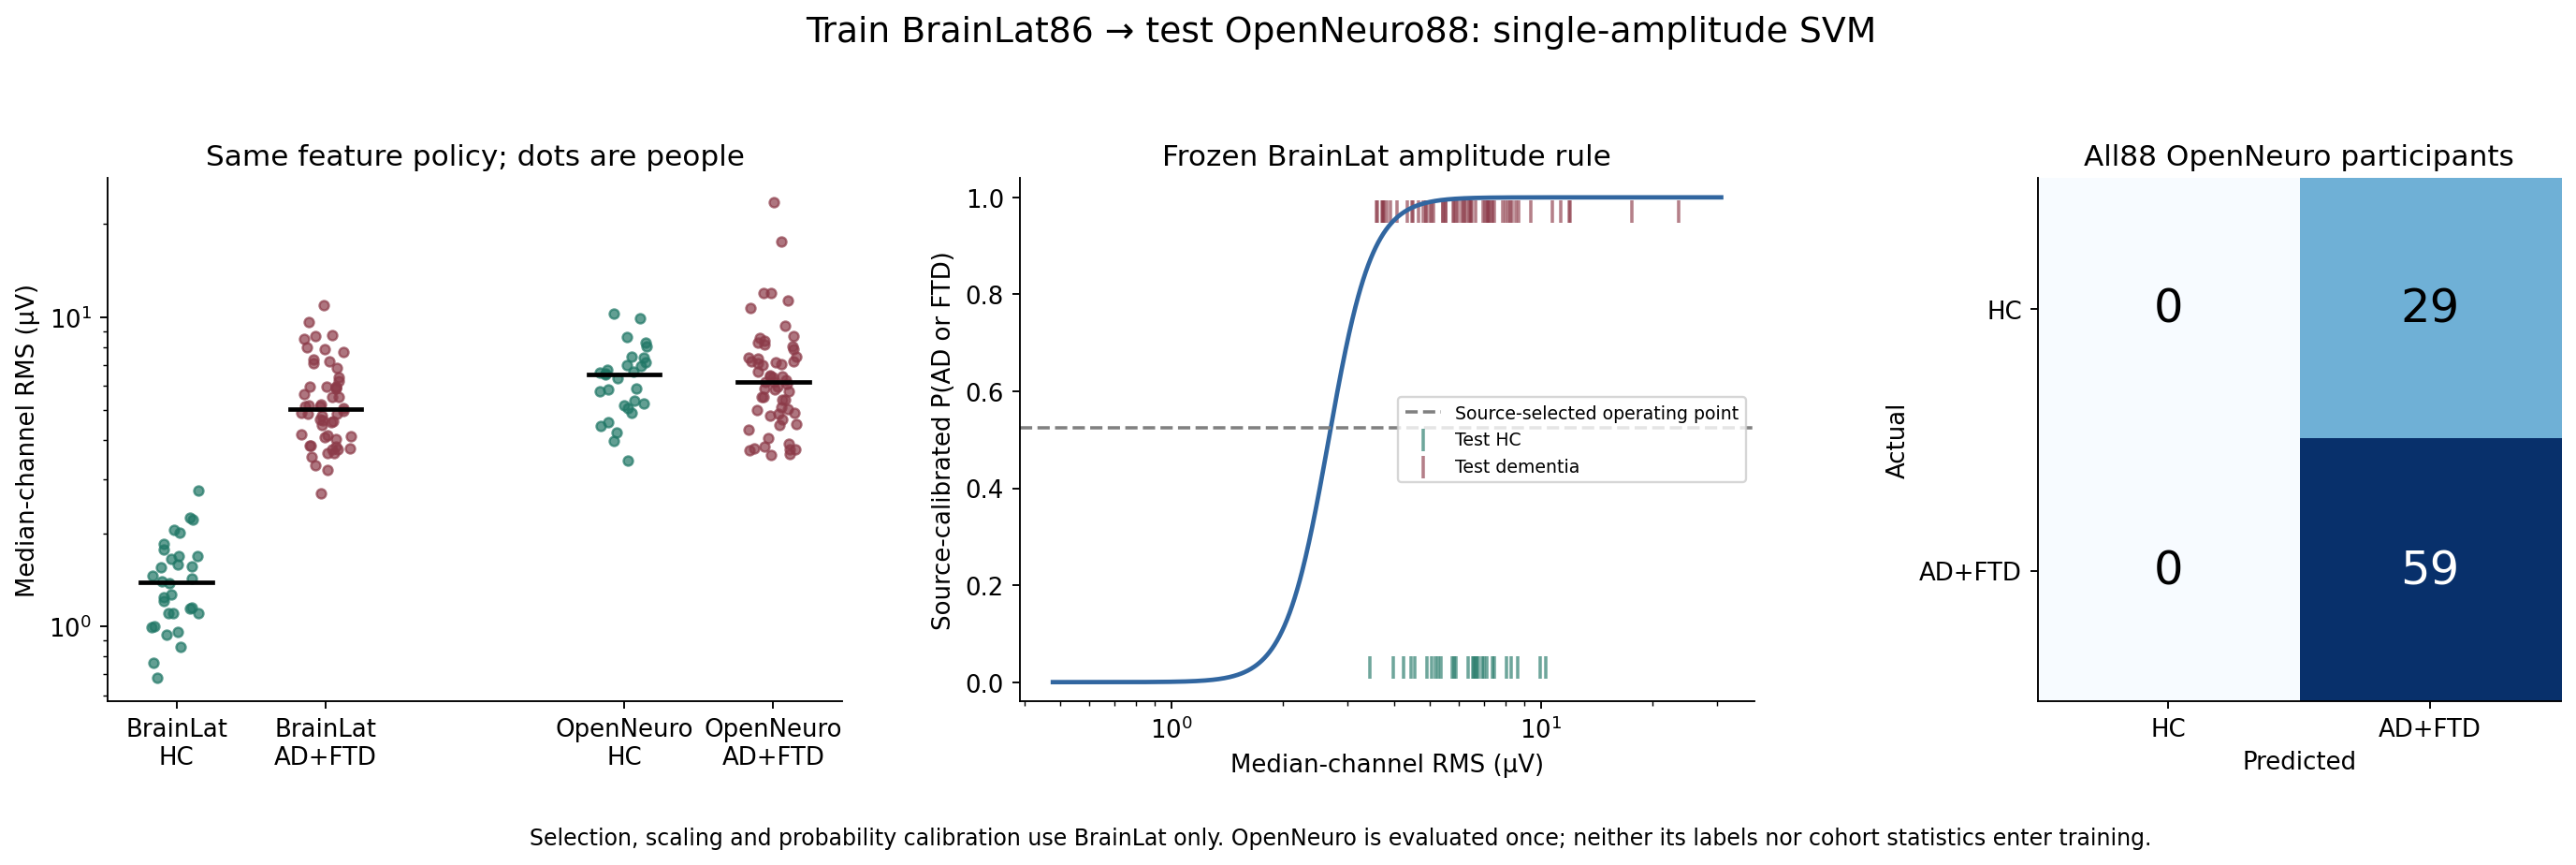 Train BrainLat86 → test OpenNeuro88: single-amplitude SVM
Same feature policy; dots are people
Median-channel RMS (µV)
10¹
10⁰
BrainLat
HC
BrainLat
AD+FTD
OpenNeuro
HC
OpenNeuro
AD+FTD
Frozen BrainLat amplitude rule
Source-calibrated P(AD or FTD)
1.0
0.8
0.6
0.4
0.2
0.0
Source-selected operating point
Test HC
Test dementia
10⁰
10¹
Median-channel RMS (µV)
All88 OpenNeuro participants
Actual
HC
0
29
AD+FTD
0
59
HC
AD+FTD
Predicted
Selection, scaling and probability calibration use BrainLat only. OpenNeuro is evaluated once; neither its labels nor cohort statistics enter training.